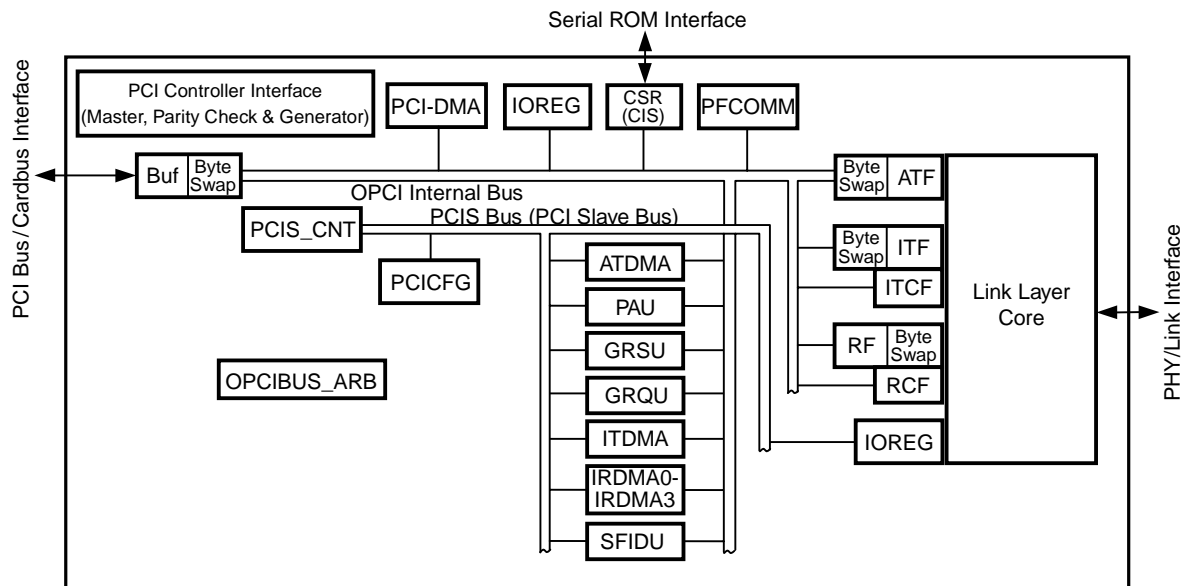 Serial ROM Interface
PCI Bus / Cardbus Interface
PCI Controller Interface
(Master, Parity Check & Generator)
PCI-DMA
IOREG
CSR
(CIS)
PFCOMM
Buf
Byte
Swap
OPCI Internal Bus
Byte
Swap
ATF
PCIS_CNT
PCIS Bus (PCI Slave Bus)
PCICFG
ATDMA
PAU
GRSU
GRQU
ITDMA
IRDMA0-
IRDMA3
SFIDU
OPCIBUS_ARB
Byte
Swap
ITF
ITCF
RF
Byte
Swap
RCF
IOREG
Link Layer
Core
PHY/Link Interface